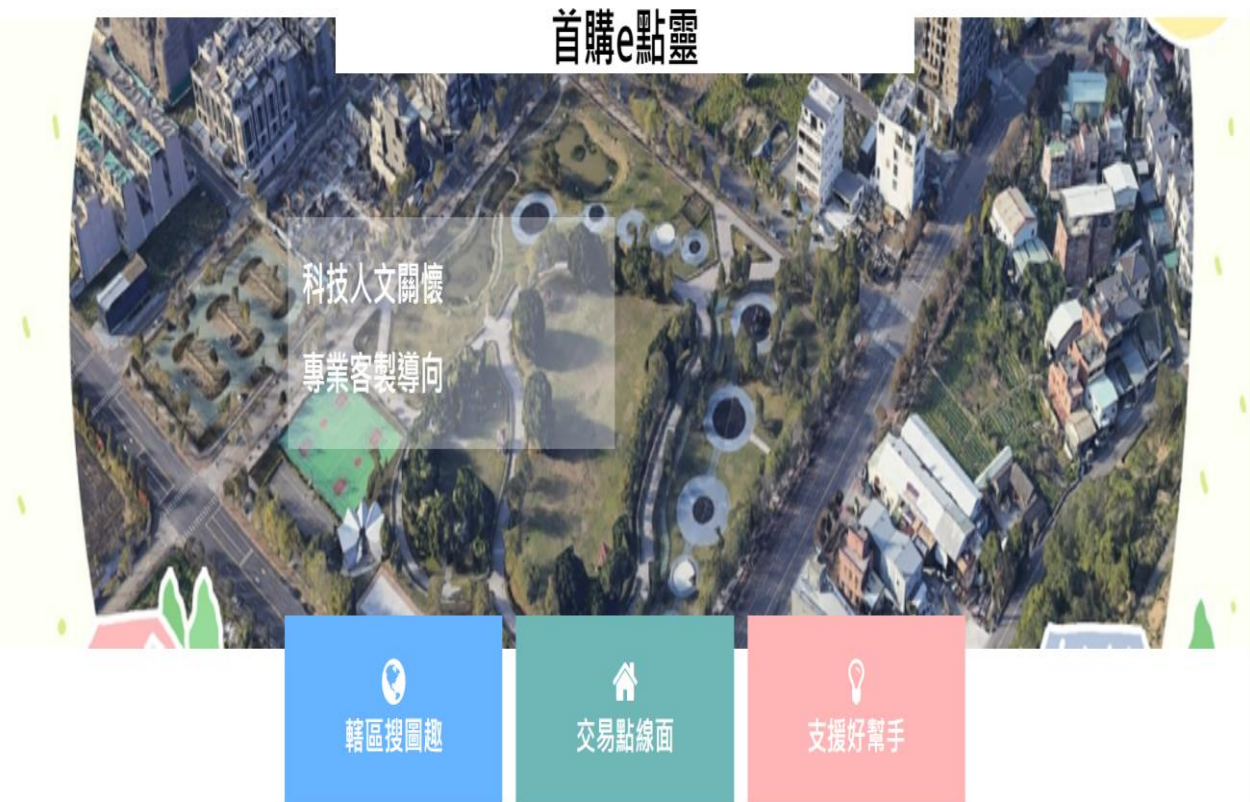 首購e點靈
科技人文關懷
專業客製導向
轄區搜圖趣
交易點線面
支援好幫手